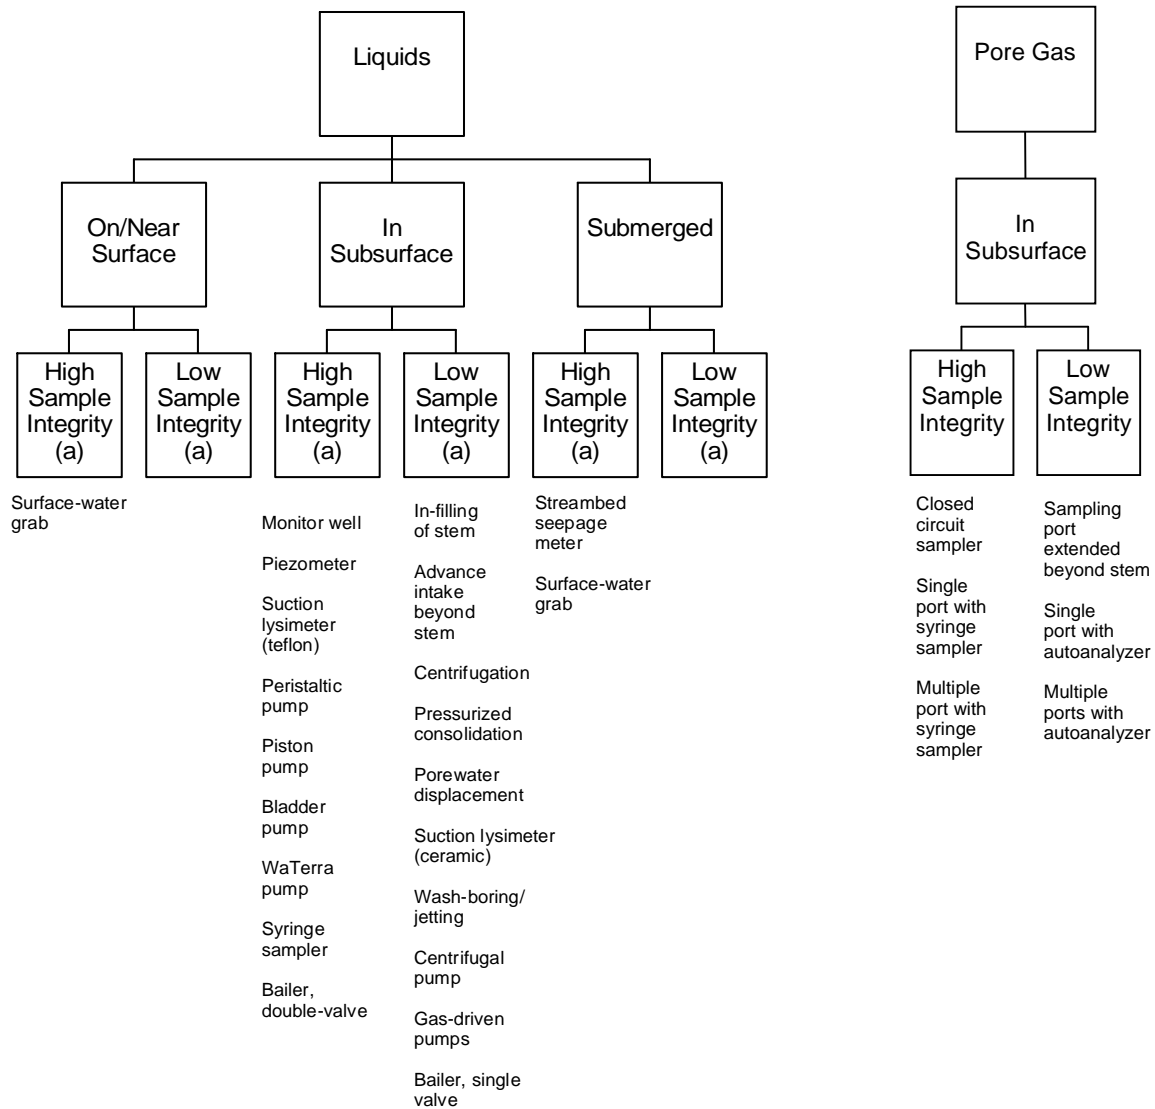 Liquids
Pore Gas
On/Near
Surface
In
Subsurface
Submerged
In
Subsurface
High
Sample
Integrity
(a)
Low
Sample
Integrity
(a)
High
Sample
Integrity
(a)
Low
Sample
Integrity
(a)
High
Sample
Integrity
(a)
Low
Sample
Integrity
(a)
High
Sample
Integrity
Low
Sample
Integrity
Surface-water
grab
Monitor well
Piezometer
Suction
lysimeter
(teflon)
Peristaltic
pump
Piston
pump
Bladder
pump
WaTerra
pump
Syringe
sampler
Bailer,
double-valve
In-filling
of stem
Advance
intake
beyond
stem
Centrifugation
Pressurized
consolidation
Porewater
displacement
Suction lysimeter
(ceramic)
Wash-boring/
jetting
Centrifugal
pump
Gas-driven
pumps
Bailer, single
valve
Streambed
seepage
meter
Surface-water
grab
Closed
circuit
sampler
Single
port with
syringe
sampler
Multiple
port with
syringe
sampler
Sampling
port
extended
beyond stem
Single
port with
autoanalyzer
Multiple
ports with
autoanalyzer